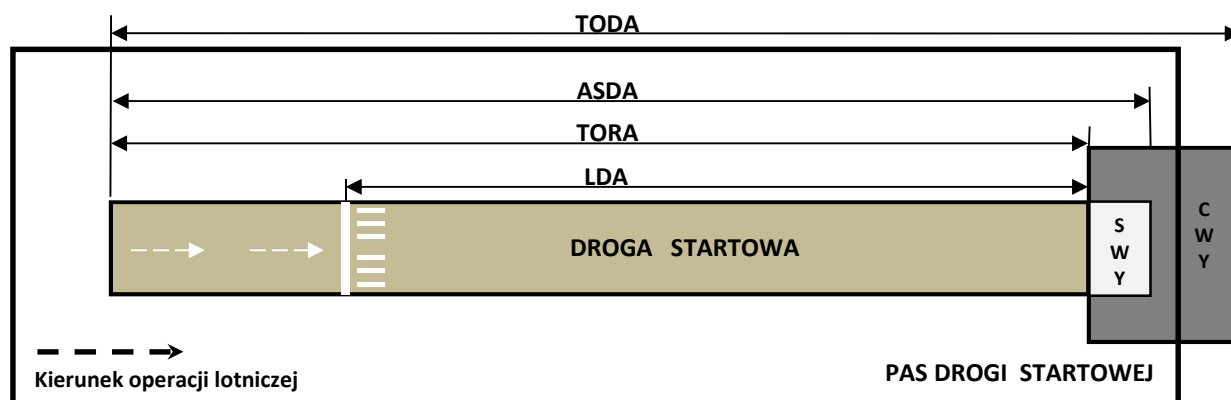 TODA
ASDA
TORA
LDA
DROGA STARTOWA
S
W
Y
C
W
Y
Kierunek operacji lotniczej
PAS DROGI STARTOWEJ